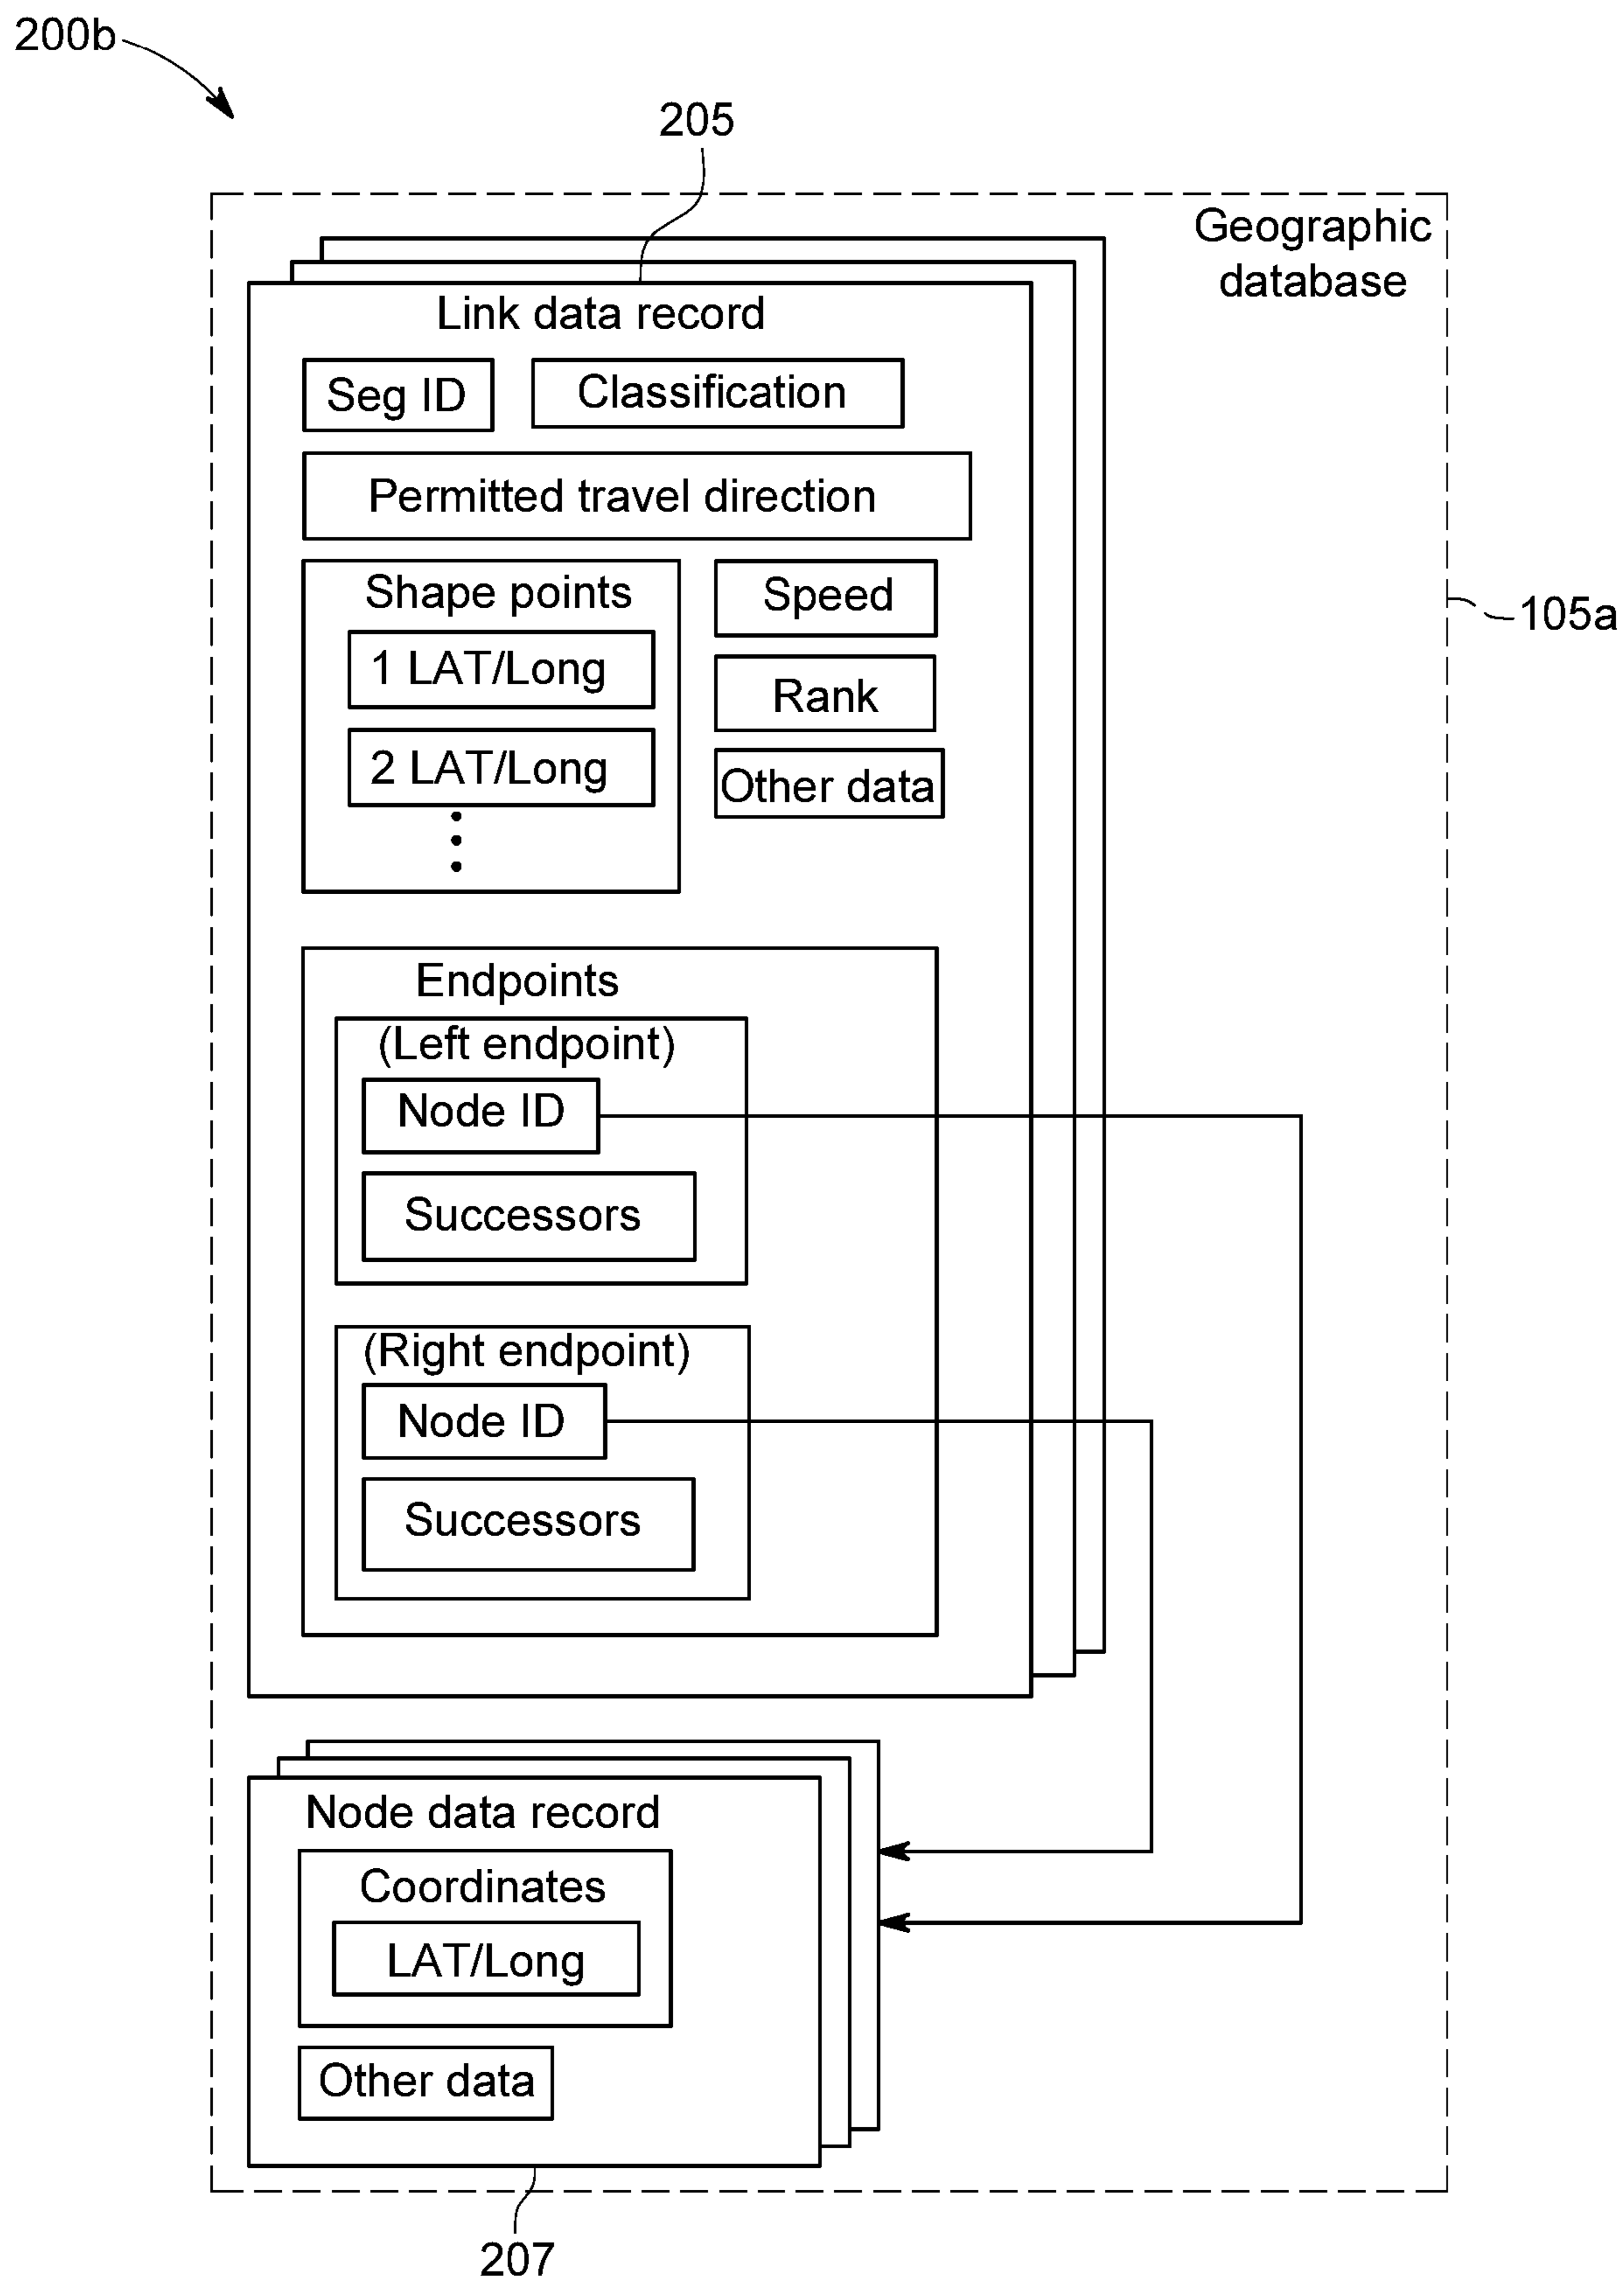 200b
205
Geographic
database
Link data record
Seg ID
Classification
Permitted travel direction
Shape points
Speed
1 LAT/Long
Rank
2 LAT/Long
Other data
105a
Endpoints
(Left endpoint)
Node ID
Successors
(Right endpoint)
Node ID
Successors
Node data record
Coordinates
LAT/Long
Other data
207